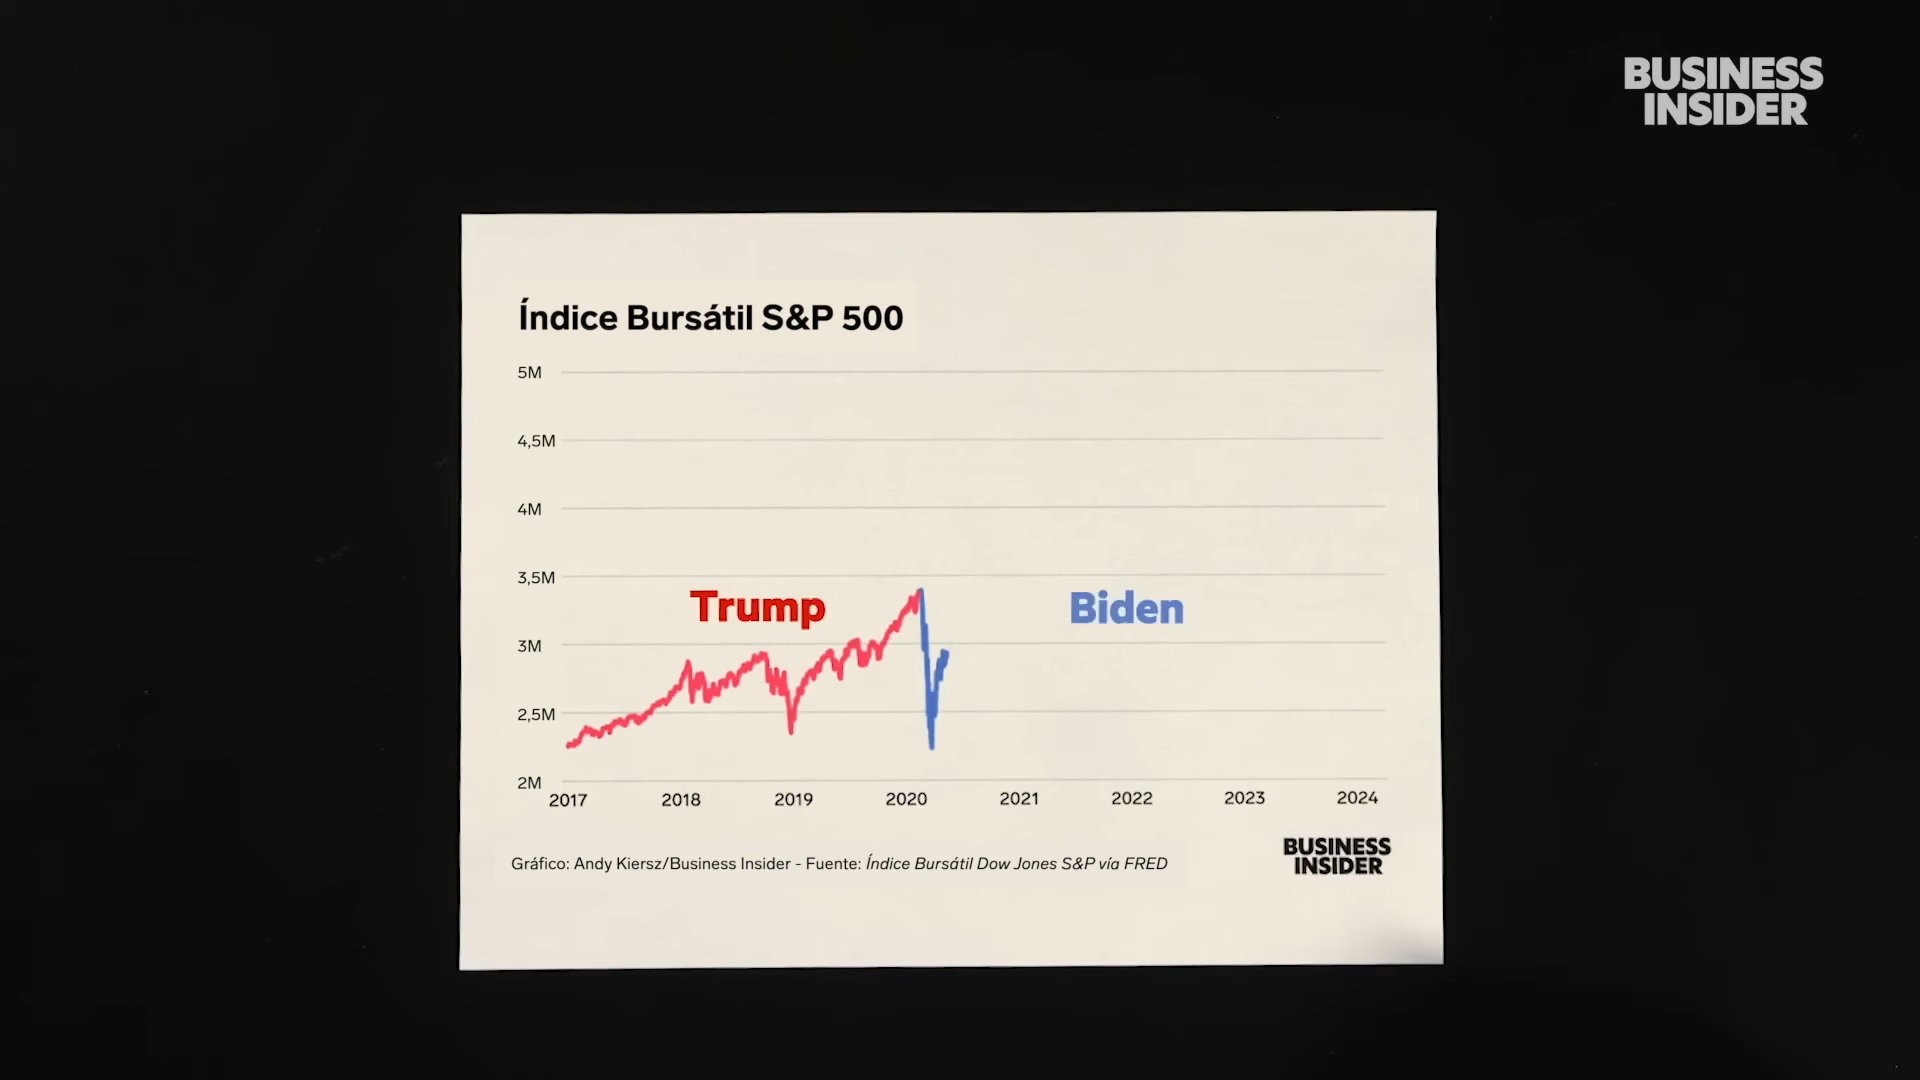 BUSINESS
INSIDER
Índice Bursátil S&P 500
5M
4,5M
4M
3,5M
Trump
Biden
3M
2,5M
2M
2017 2018 2019 2020 2021 2022 2023 2024
Gráfico: Andy Kiersz/Business Insider - Fuente: Índice Bursátil Dow Jones S&P vía FRED
BUSINESS
INSIDER